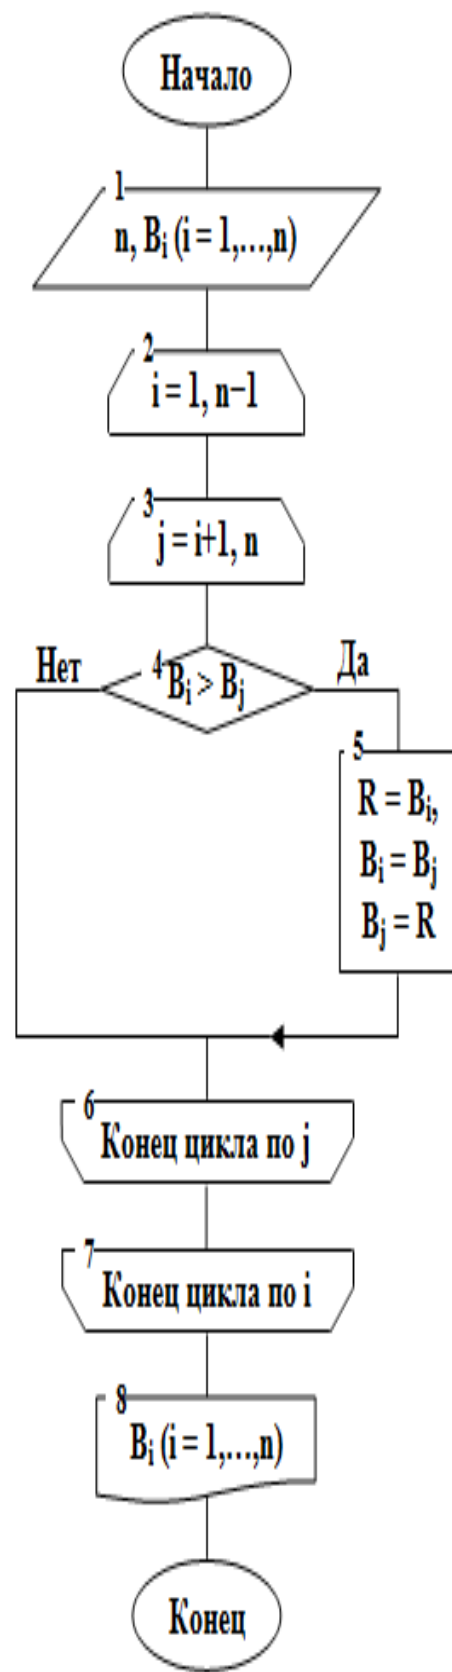 Начало
1
n, Bi (i = 1,...,n)
2
i = 1, n−1
3
j = i+1, n
Нет
4
Bi > Bj
Да
5
R = Bi,
Bi = Bj
Bj = R
6
Конец цикла по j
7
Конец цикла по i
8
Bi (i = 1,...,n)
Конец